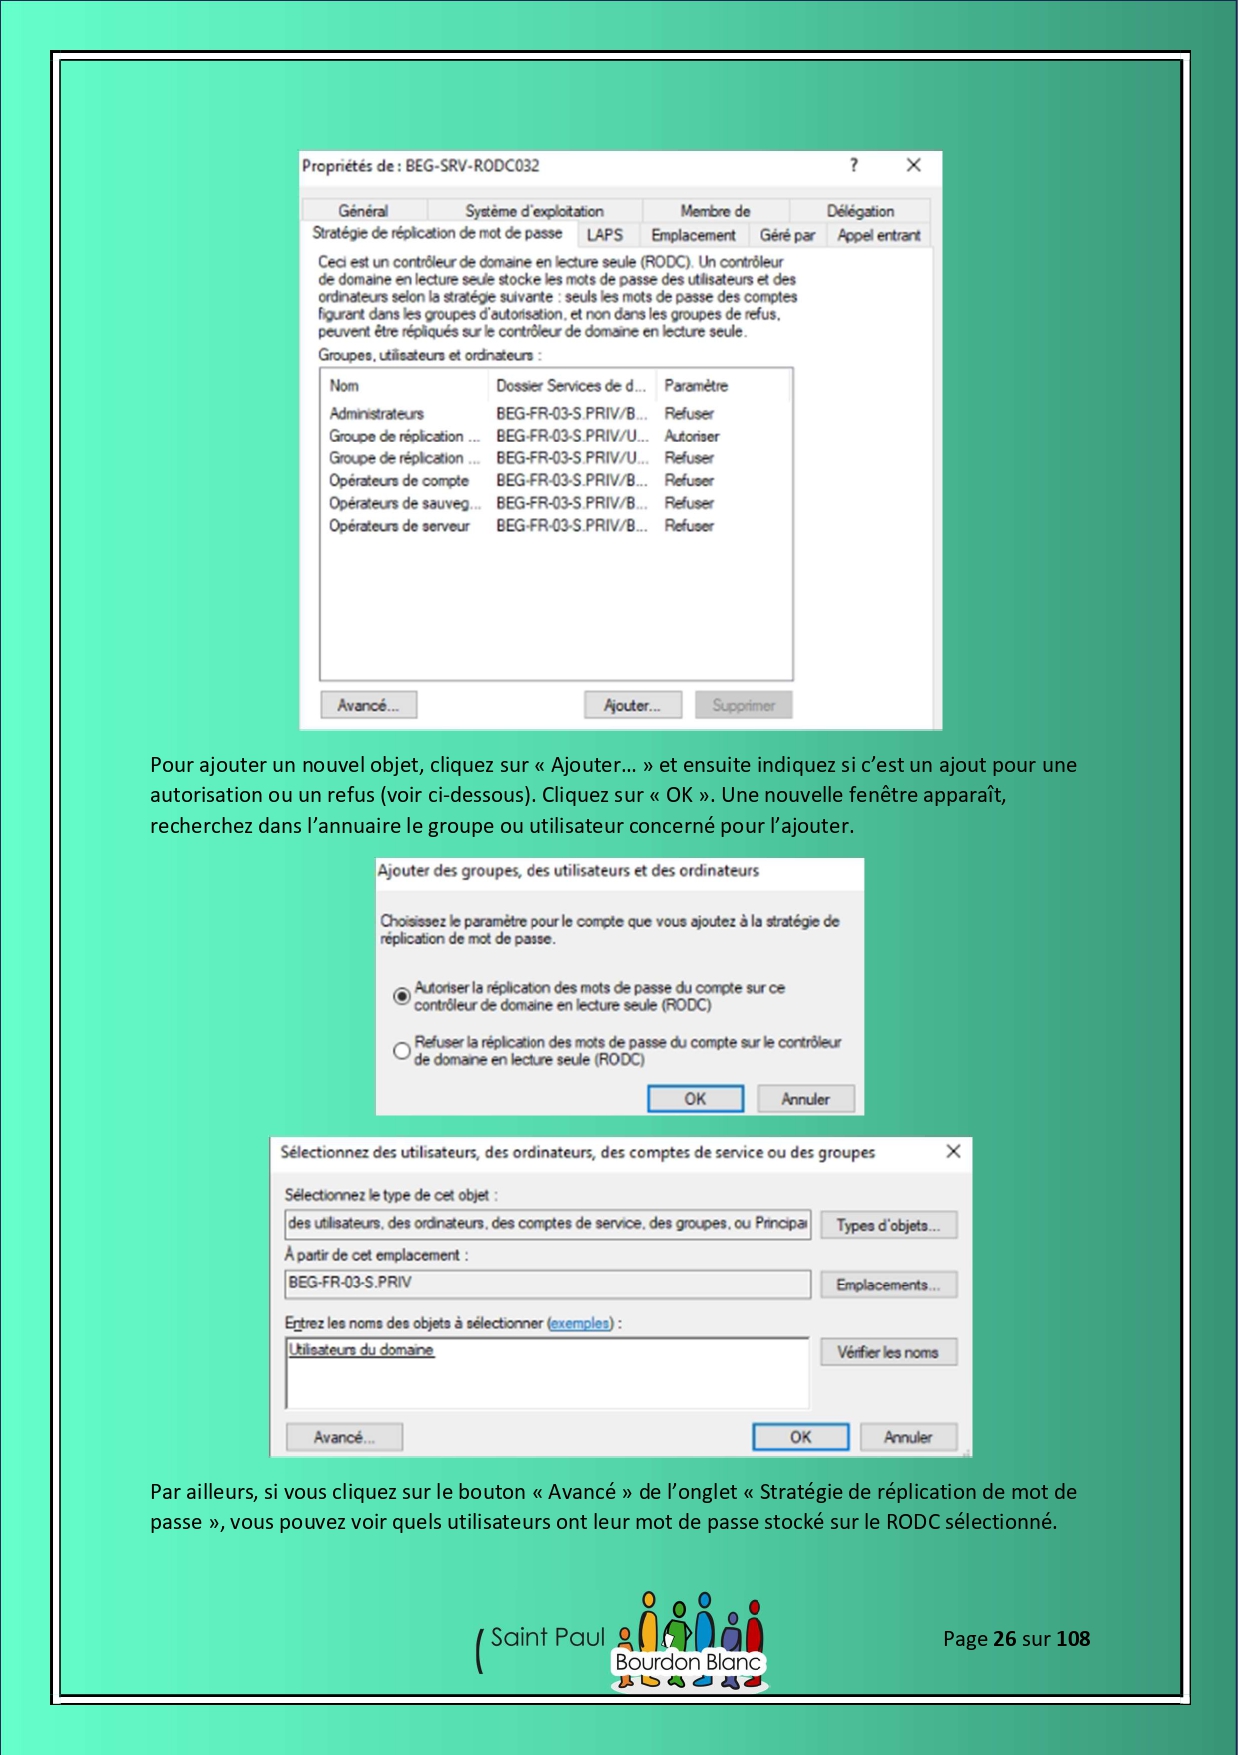 Propriétés de : BEG-SRV-RODC032 ? ×
Général Système d'exploitation Membre de Délégation
Stratégie de réplication de mot de passe LAPS Emplacement Géré par Appel entrant
Ceci est un contrôleur de domaine en lecture seule (RODC). Un contrôleur
de domaine en lecture seule stocke les mots de passe des utilisateurs et des
ordinateurs selon la stratégie suivante : seuls les mots de passe des comptes
figurant dans les groupes d'autorisation, et non dans les groupes de refus,
peuvent être répliqués sur le contrôleur de domaine en lecture seule.
Groupes, utilisateurs et ordinateurs :
Nom Dossier Services de d... Paramètre
Administrateurs BEG-FR-03-S.PRIV/B... Refuser
Groupe de réplication ... BEG-FR-03-S.PRIV/U... Autoriser
Groupe de réplication ... BEG-FR-03-S.PRIV/U... Refuser
Opérateurs de compte BEG-FR-03-S.PRIV/B... Refuser
Opérateurs de sauveg... BEG-FR-03-S.PRIV/B... Refuser
Opérateurs de serveur BEG-FR-03-S.PRIV/B... Refuser
Avancé... Ajouter... Supprimer
Pour ajouter un nouvel objet, cliquez sur « Ajouter… » et ensuite indiquez si c’est un ajout pour une
autorisation ou un refus (voir ci-dessous). Cliquez sur « OK ». Une nouvelle fenêtre apparaît,
recherchez dans l’annuaire le groupe ou utilisateur concerné pour l’ajouter.
Ajouter des groupes, des utilisateurs et des ordinateurs
Choisissez le paramètre pour le compte que vous ajoutez à la stratégie de
réplication de mot de passe.
Autoriser la réplication des mots de passe du compte sur ce
contrôleur de domaine en lecture seule (RODC)
Refuser la réplication des mots de passe du compte sur le contrôleur
de domaine en lecture seule (RODC)
OK Annuler
Sélectionnez des utilisateurs, des ordinateurs, des comptes de service ou des groupes ×
Sélectionnez le type de cet objet :
des utilisateurs, des ordinateurs, des comptes de service, des groupes, ou Principa Types d'objets...
À partir de cet emplacement :
BEG-FR-03-S.PRIV Emplacements...
Entrez les noms des objets à sélectionner (exemples) :
Utilisateurs du domaine Vérifier les noms
Avancé... OK Annuler
Par ailleurs, si vous cliquez sur le bouton « Avancé » de l’onglet « Stratégie de réplication de mot de
passe », vous pouvez voir quels utilisateurs ont leur mot de passe stocké sur le RODC sélectionné.
Saint Paul
Bourdon Blanc
Page 26 sur 108